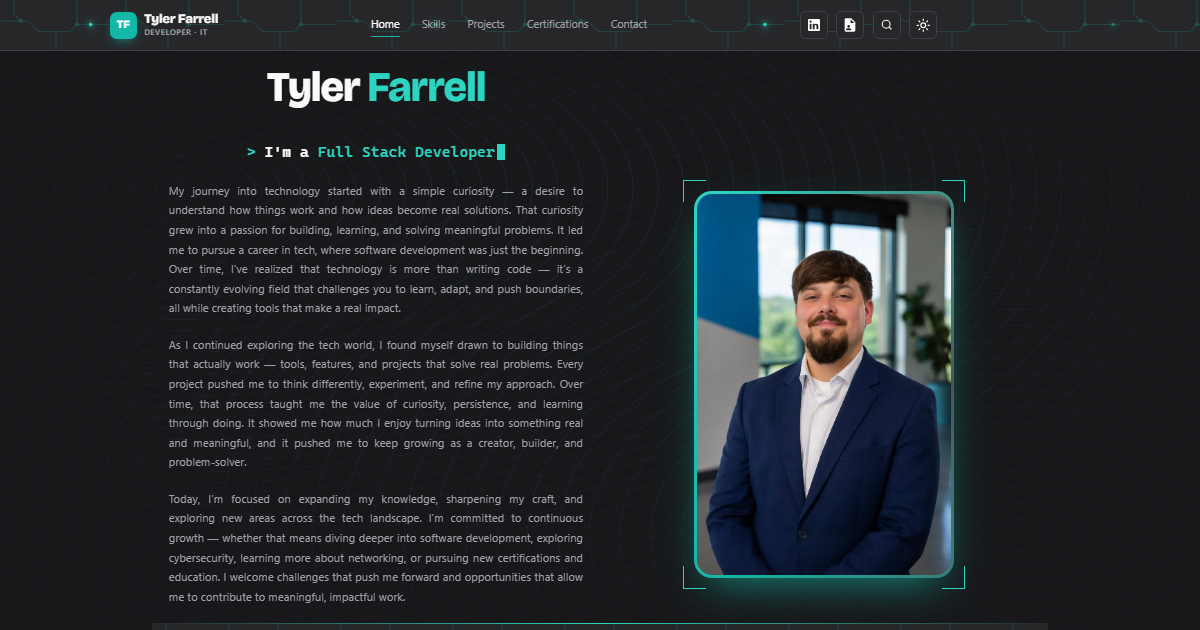 TF
Tyler Farrell
DEVELOPER · IT
Home Skills Projects Certifications Contact
in
Tyler Farrell
> I'm a Full Stack Developer
My journey into technology started with a simple curiosity — a desire to
understand how things work and how ideas become real solutions. That curiosity
grew into a passion for building, learning, and solving meaningful problems. It led
me to pursue a career in tech, where software development was just the beginning.
Over time, I've realized that technology is more than writing code — it's a
constantly evolving field that challenges you to learn, adapt, and push boundaries,
all while creating tools that make a real impact.
As I continued exploring the tech world, I found myself drawn to building things
that actually work — tools, features, and projects that solve real problems. Every
project pushed me to think differently, experiment, and refine my approach. Over
time, that process taught me the value of curiosity, persistence, and learning
through doing. It showed me how much I enjoy turning ideas into something real
and meaningful, and it pushed me to keep growing as a creator, builder, and
problem-solver.
Today, I'm focused on expanding my knowledge, sharpening my craft, and
exploring new areas across the tech landscape. I'm committed to continuous
growth — whether that means diving deeper into software development, exploring
cybersecurity, learning more about networking, or pursuing new certifications and
education. I welcome challenges that push me forward and opportunities that allow
me to contribute to meaningful, impactful work.